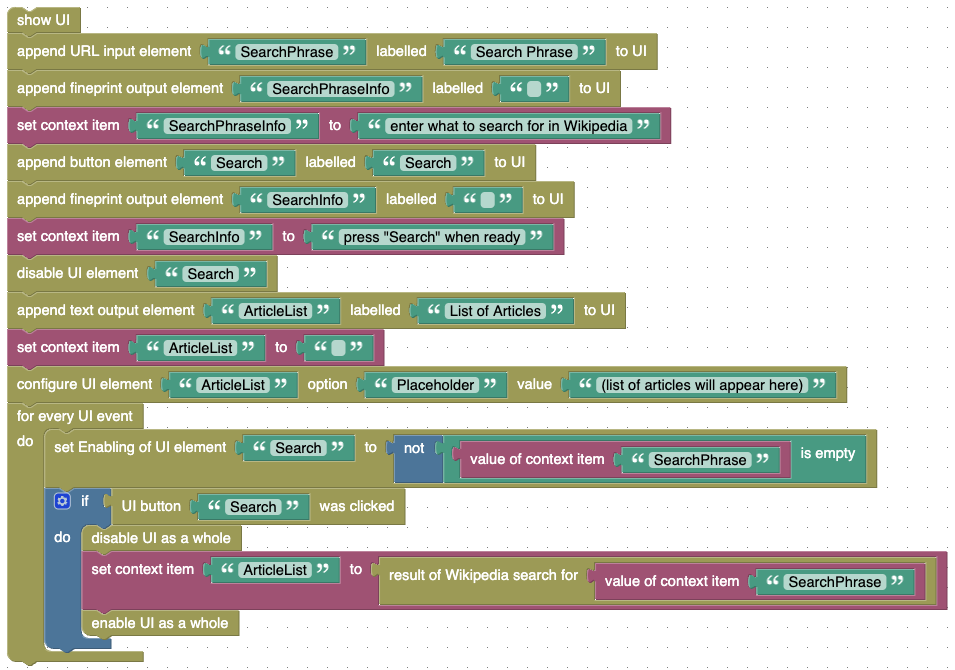 show UI
append URL input element “ SearchPhrase ” labelled “ Search Phrase ” to UI
append fineprint output element “ SearchPhraseInfo ” labelled “ ” to UI
set context item “ SearchPhraseInfo ” to “ enter what to search for in Wikipedia ”
append button element “ Search ” labelled “ Search ” to UI
append fineprint output element “ SearchInfo ” labelled “ ” to UI
set context item “ SearchInfo ” to “ press "Search" when ready ”
disable UI element “ Search ”
append text output element “ ArticleList ” labelled “ List of Articles ” to UI
set context item “ ArticleList ” to “ ”
configure UI element “ ArticleList ” option “ Placeholder ” value “ (list of articles will appear here) ”
for every UI event
do set Enabling of UI element “ Search ” to not value of context item “ SearchPhrase ” is empty
if UI button “ Search ” was clicked
do disable UI as a whole
set context item “ ArticleList ” to result of Wikipedia search for value of context item “ SearchPhrase ”
enable UI as a whole